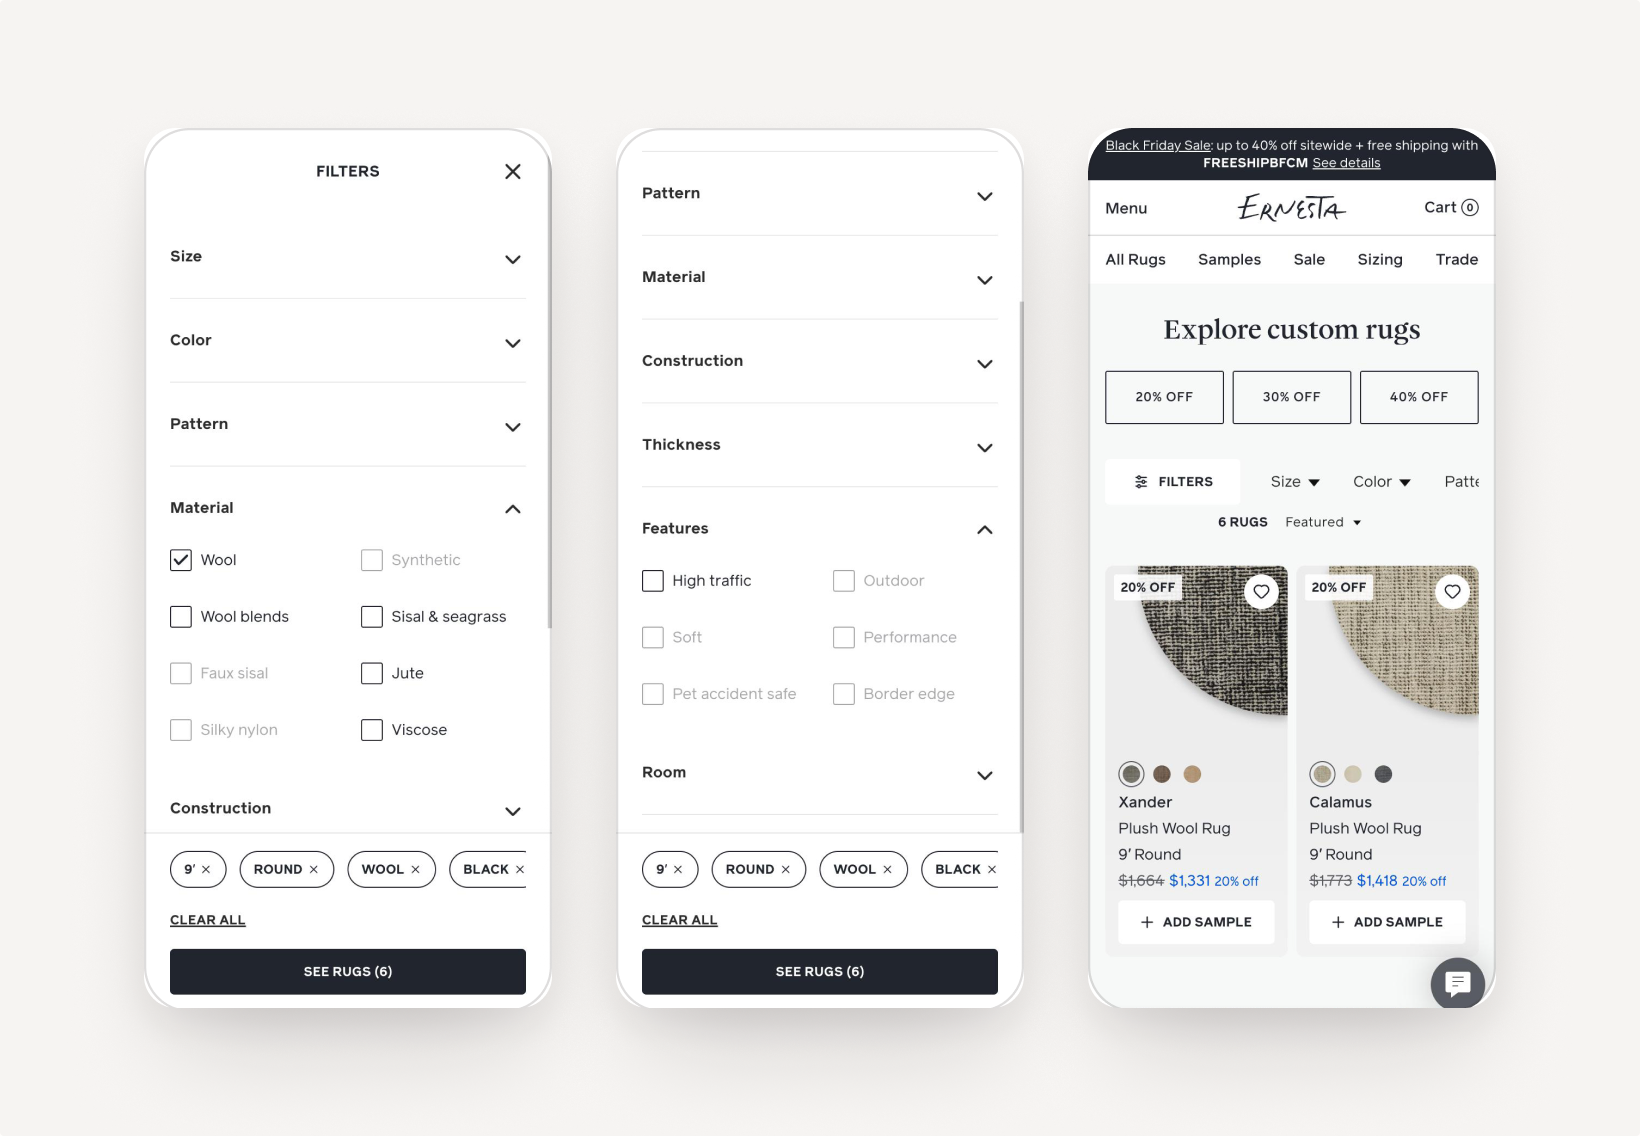 FILTERS
Size
Color
Pattern
Material
Wool
Synthetic
Wool blends
Sisal & seagrass
Faux sisal
Jute
Silky nylon
Viscose
Construction
9′ ×
ROUND ×
WOOL ×
BLACK ×
CLEAR ALL
SEE RUGS (6)
Pattern
Material
Construction
Thickness
Features
High traffic
Outdoor
Soft
Performance
Pet accident safe
Border edge
Room
9′ ×
ROUND ×
WOOL ×
BLACK ×
CLEAR ALL
SEE RUGS (6)
Black Friday Sale: up to 40% off sitewide + free shipping with
FREESHIPBFCM See details
Menu
ERNESTA
Cart 0
All Rugs Samples Sale Sizing Trade
Explore custom rugs
20% OFF
30% OFF
40% OFF
FILTERS Size Color Patte
6 RUGS Featured
20% OFF
Xander
Plush Wool Rug
9′ Round
$1,664 $1,331 20% off
+ ADD SAMPLE
20% OFF
Calamus
Plush Wool Rug
9′ Round
$1,773 $1,418 20% off
+ ADD SAMPLE